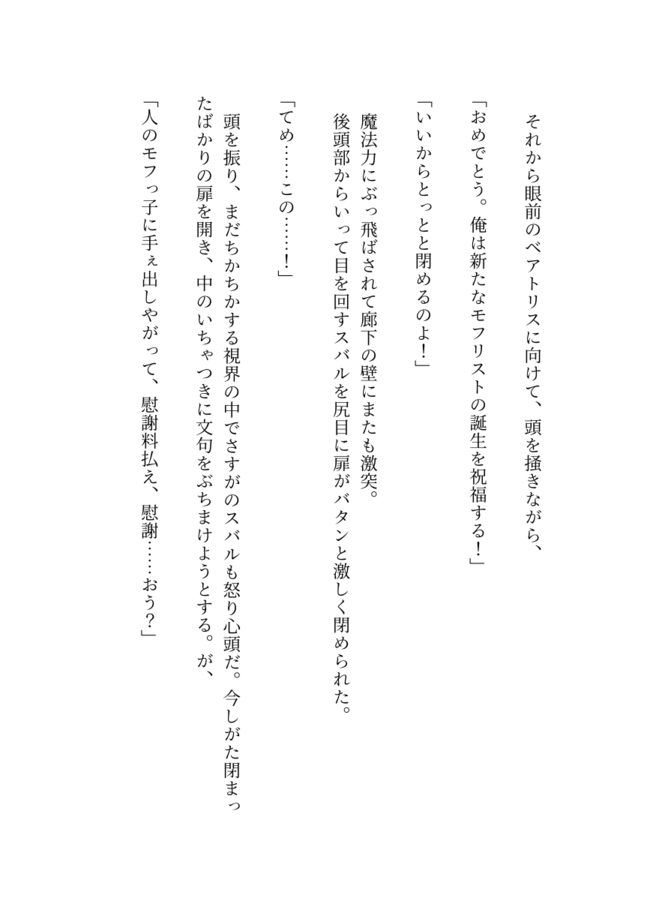 それから眼前のベアトリスに向けて、頭を掻きながら、
「おめでとう。俺は新たなモフリストの誕生を祝福する！」
「いいからとっとと閉めるのよ！」
魔法力にぶっ飛ばされて廊下の壁にまたも激突。
後頭部からいって目を回すスバルを尻目に扉がバタンと激しく閉められた。
「てめ……この……！」
頭を振り、まだちかちかする視界の中でさすがのスバルも怒り心頭だ。今しがた閉まっ
たばかりの扉を開き、中のいちゃつきに文句をぶちまけようとする。が、
「人のモフっ子に手ぇ出しやがって、慰謝料払え、慰謝……おう？」